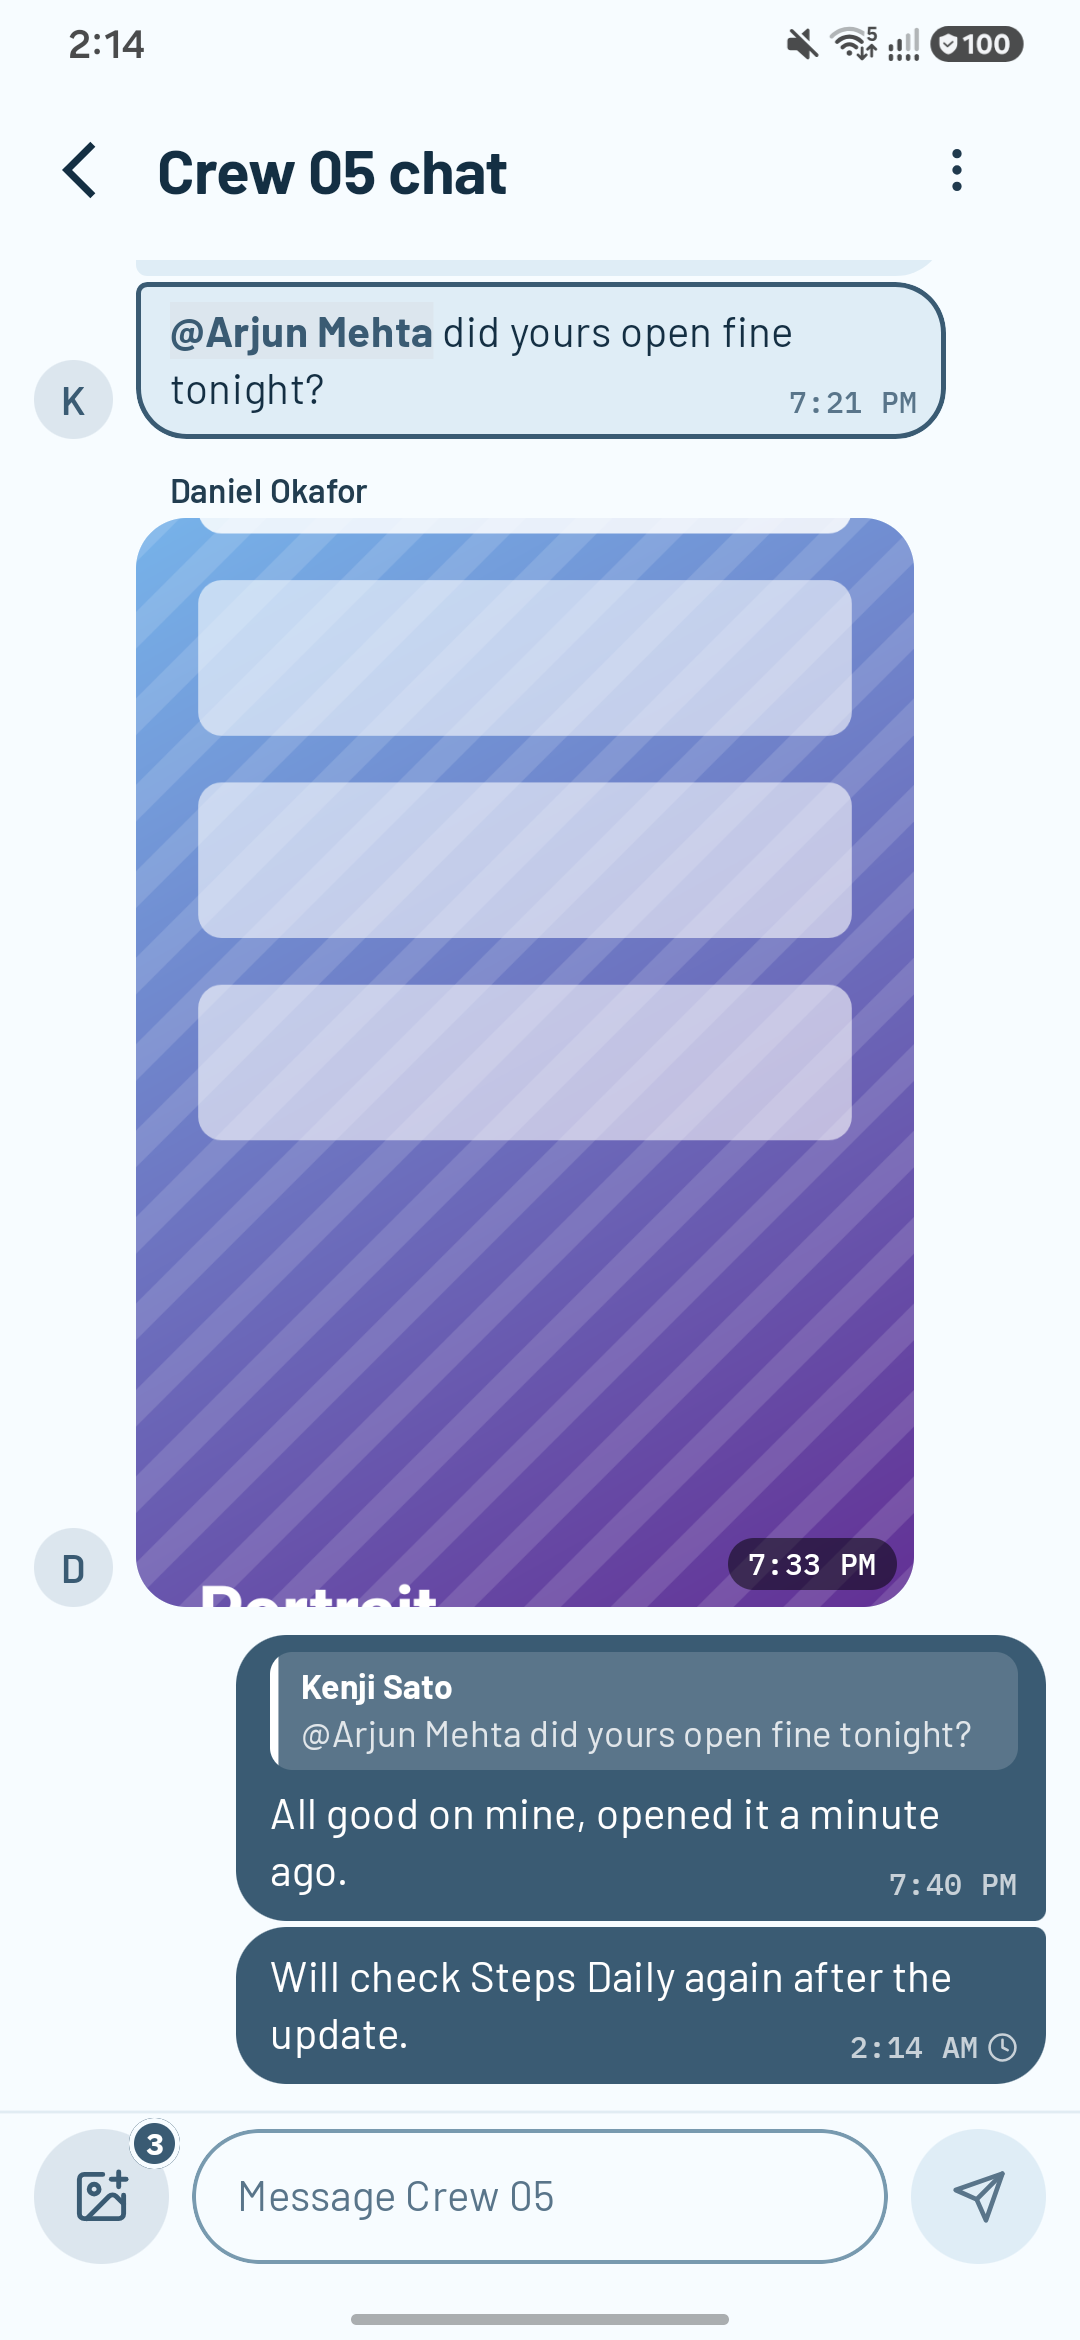 2:14
5
100
Crew 05 chat
@Arjun Mehta did yours open fine
tonight?
7:21 PM
K
Daniel Okafor
D
7:33 PM
Portrait
Kenji Sato
@Arjun Mehta did yours open fine tonight?
All good on mine, opened it a minute
ago.
7:40 PM
Will check Steps Daily again after the
update.
2:14 AM
3
Message Crew 05